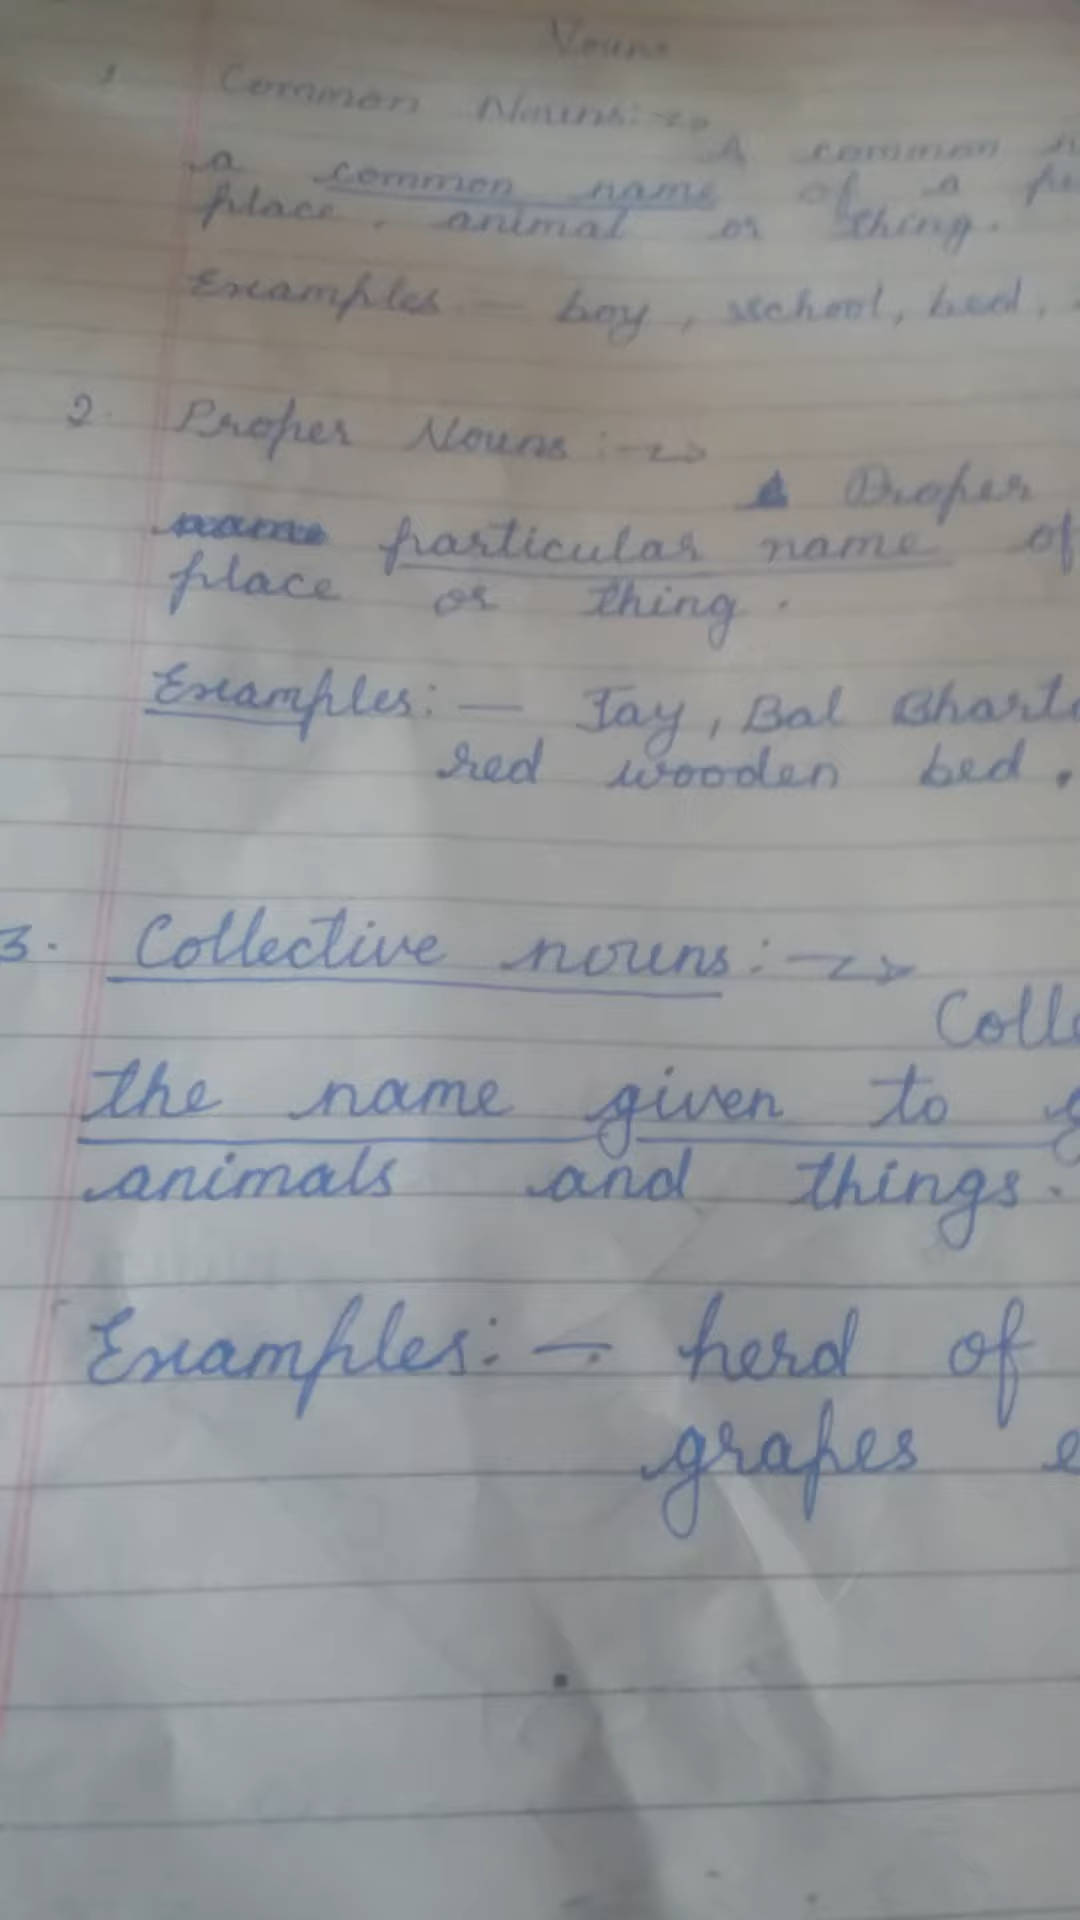 Nouns
1 Common Nouns:→
A common
a common name of a
place, animal or thing.
Examples — boy, school, bed,
2. Proper Nouns:→
Proper
particular name of
place or thing.
Examples:— Jay, Bal
red wooden bed.
3. Collective nouns:→
the name given to
animals and things.
Examples:— herd of
grapes